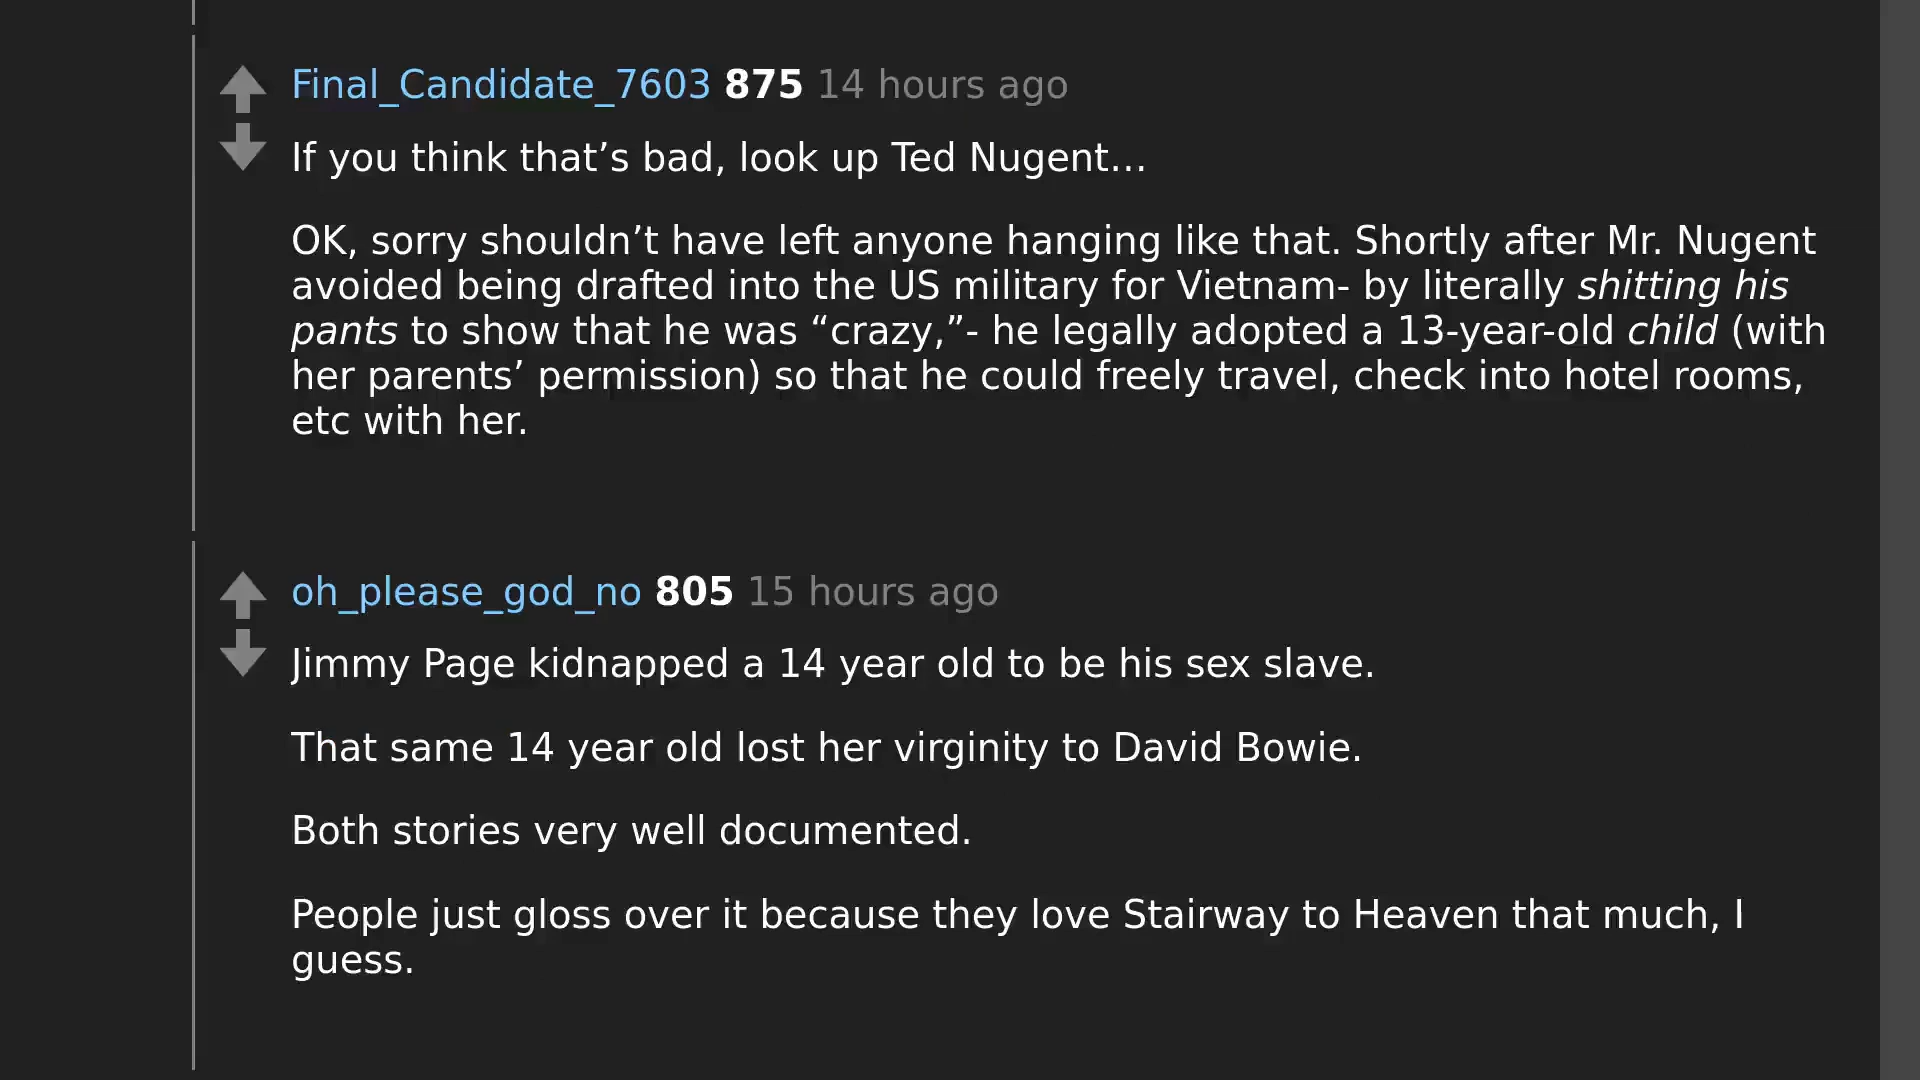 Final_Candidate_7603 875 14 hours ago
If you think that’s bad, look up Ted Nugent…
OK, sorry shouldn’t have left anyone hanging like that. Shortly after Mr. Nugent
avoided being drafted into the US military for Vietnam- by literally shitting his
pants to show that he was “crazy,”- he legally adopted a 13-year-old child (with
her parents’ permission) so that he could freely travel, check into hotel rooms,
etc with her.
oh_please_god_no 805 15 hours ago
Jimmy Page kidnapped a 14 year old to be his sex slave.
That same 14 year old lost her virginity to David Bowie.
Both stories very well documented.
People just gloss over it because they love Stairway to Heaven that much, I
guess.